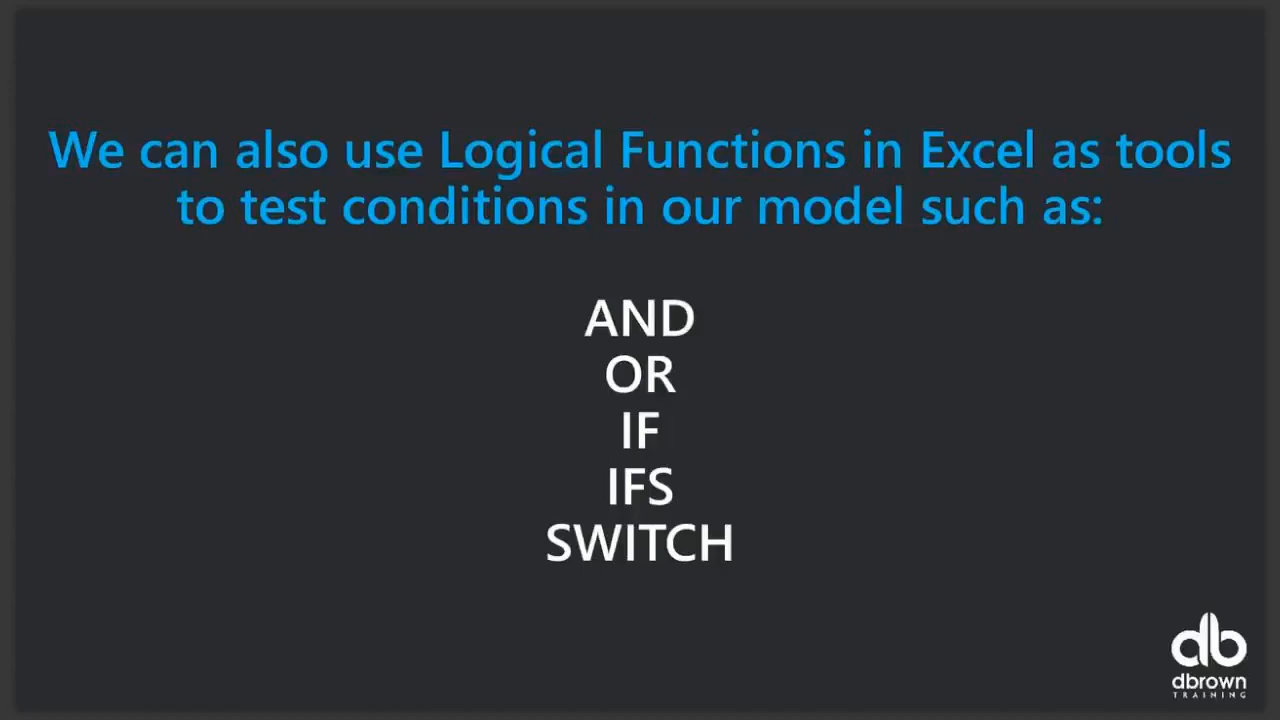 We can also use Logical Functions in Excel as tools
to test conditions in our model such as:
AND
OR
IF
IFS
SWITCH
db
dbrown
TRAINING